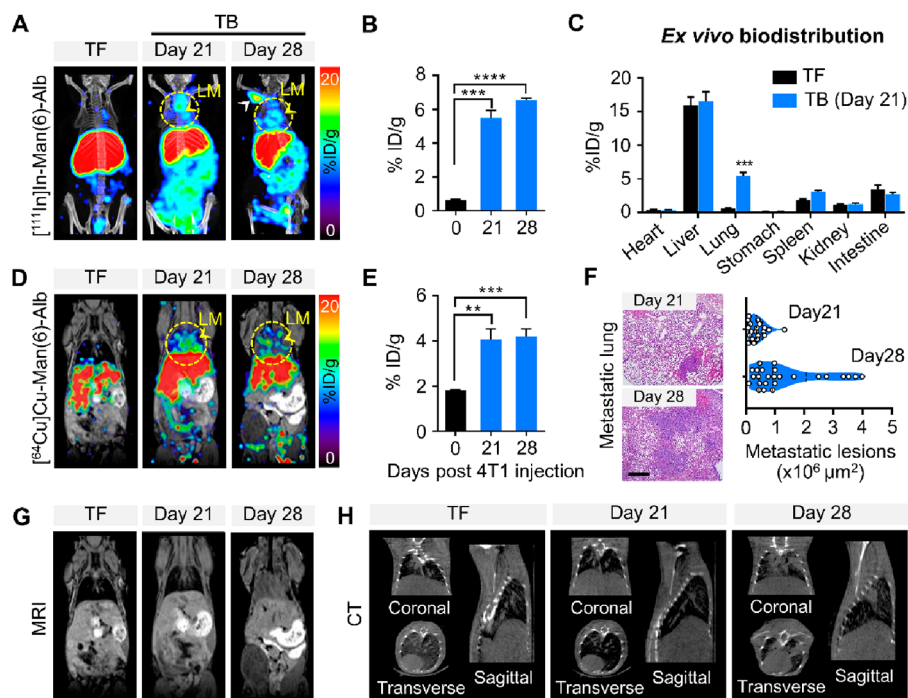 A
TB
TF
Day 21
Day 28
[¹¹¹In]In-Man(6)-Alb
LM
LM
20
%ID/g
0
B
% ID/g
8
6
4
2
0
***
****
0
21
28
C
Ex vivo biodistribution
TF
TB (Day 21)
%ID/g
20
15
10
5
0
***
Heart
Liver
Lung
Stomach
Spleen
Kidney
Intestine
D
TF
Day 21
Day 28
[⁶⁴Cu]Cu-Man(6)-Alb
LM
LM
20
%ID/g
0
E
% ID/g
6
4
2
0
**
***
0
21
28
Days post 4T1 injection
F
Metastatic lung
Day 21
Day 28
Day21
Day28
0
1
2
3
4
5
Metastatic lesions
(x10⁶ µm²)
G
TF
Day 21
Day 28
MRI
H
TF
Day 21
Day 28
CT
Coronal
Transverse
Sagittal
Coronal
Transverse
Sagittal
Coronal
Transverse
Sagittal